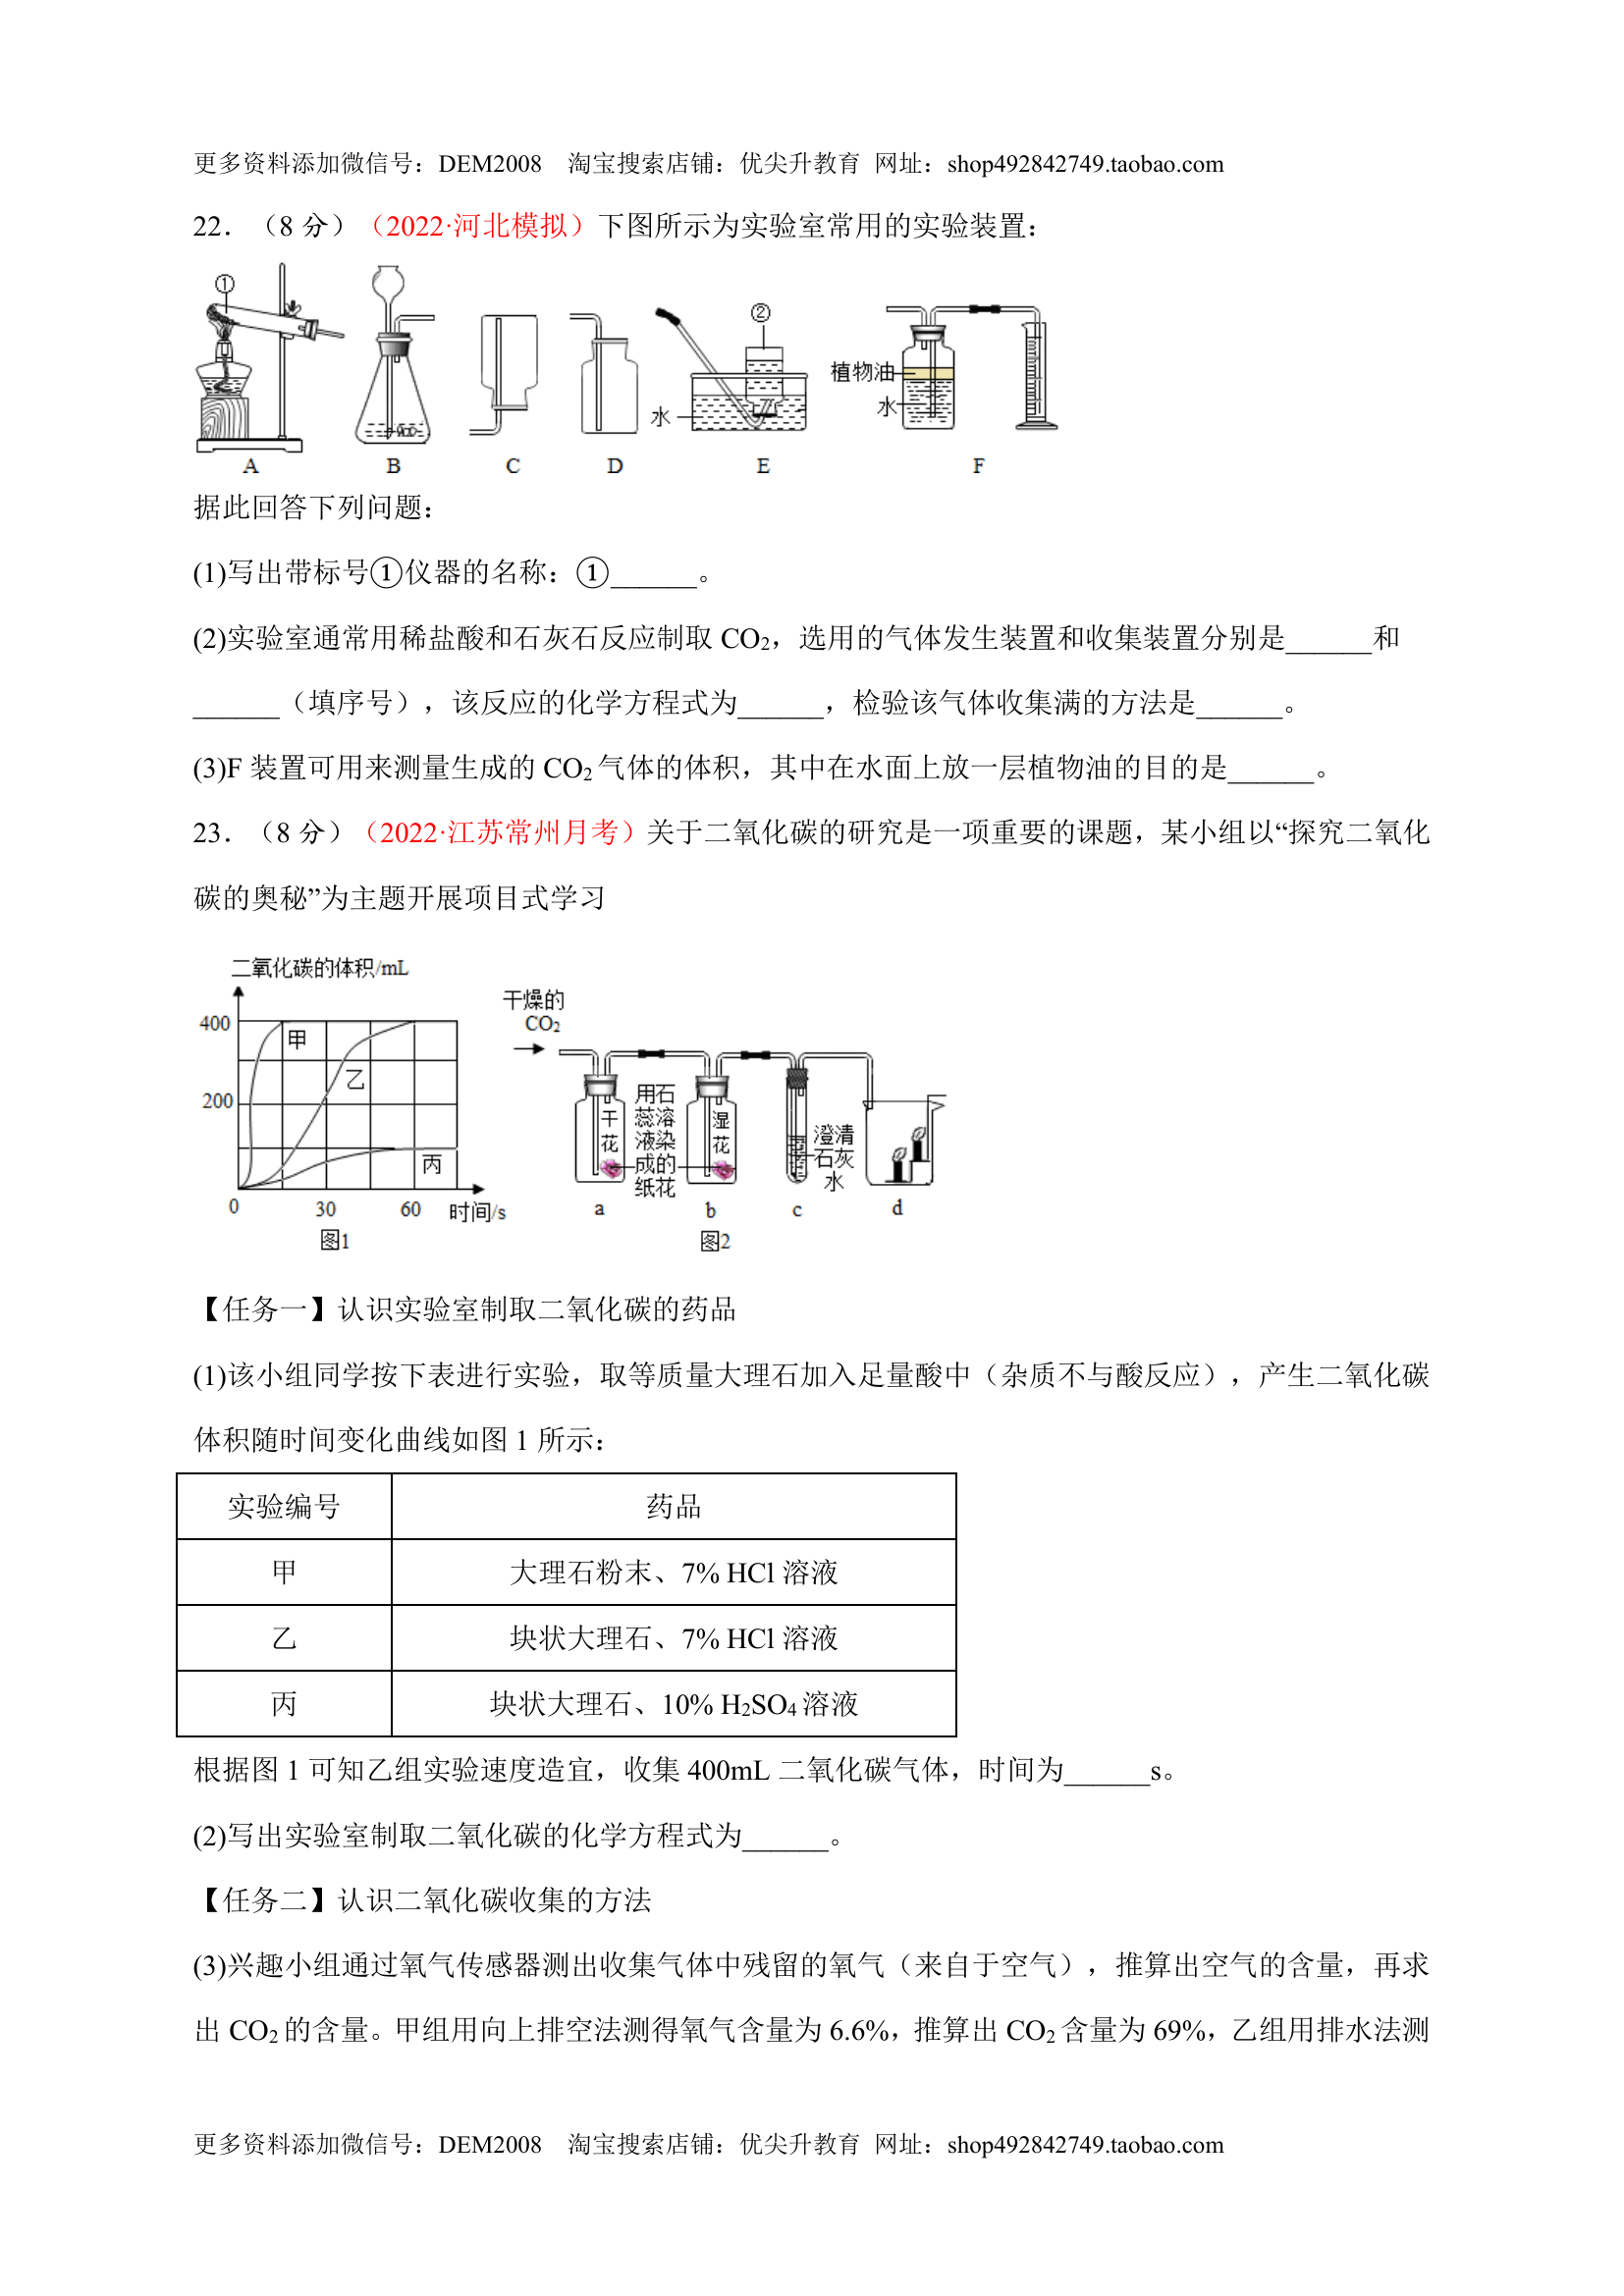 更多资料添加微信号：DEM2008 淘宝搜索店铺：优尖升教育 网址：shop492842749.taobao.com
22．（8 分）（2022·河北模拟）下图所示为实验室常用的实验装置：
① ② 植物油 水 水
A B C D E F
据此回答下列问题：
(1)写出带标号①仪器的名称：①______。
(2)实验室通常用稀盐酸和石灰石反应制取 CO₂，选用的气体发生装置和收集装置分别是______和
______（填序号），该反应的化学方程式为______，检验该气体收集满的方法是______。
(3)F 装置可用来测量生成的 CO₂ 气体的体积，其中在水面上放一层植物油的目的是______。
23．（8 分）（2022·江苏常州月考）关于二氧化碳的研究是一项重要的课题，某小组以“探究二氧化
碳的奥秘”为主题开展项目式学习
二氧化碳的体积/mL
400
200
甲
乙
丙
0 30 60 时间/s
图1
干燥的
CO₂
干花
用石
蕊溶
液染
成的
纸花
湿花
澄清
石灰
水
a b c d
图2
【任务一】认识实验室制取二氧化碳的药品
(1)该小组同学按下表进行实验，取等质量大理石加入足量酸中（杂质不与酸反应），产生二氧化碳
体积随时间变化曲线如图 1 所示：
实验编号 药品
甲 大理石粉末、7% HCl 溶液
乙 块状大理石、7% HCl 溶液
丙 块状大理石、10% H₂SO₄ 溶液
根据图 1 可知乙组实验速度造宜，收集 400mL 二氧化碳气体，时间为______s。
(2)写出实验室制取二氧化碳的化学方程式为______。
【任务二】认识二氧化碳收集的方法
(3)兴趣小组通过氧气传感器测出收集气体中残留的氧气（来自于空气），推算出空气的含量，再求
出 CO₂ 的含量。甲组用向上排空法测得氧气含量为 6.6%，推算出 CO₂ 含量为 69%，乙组用排水法测
更多资料添加微信号：DEM2008 淘宝搜索店铺：优尖升教育 网址：shop492842749.taobao.com